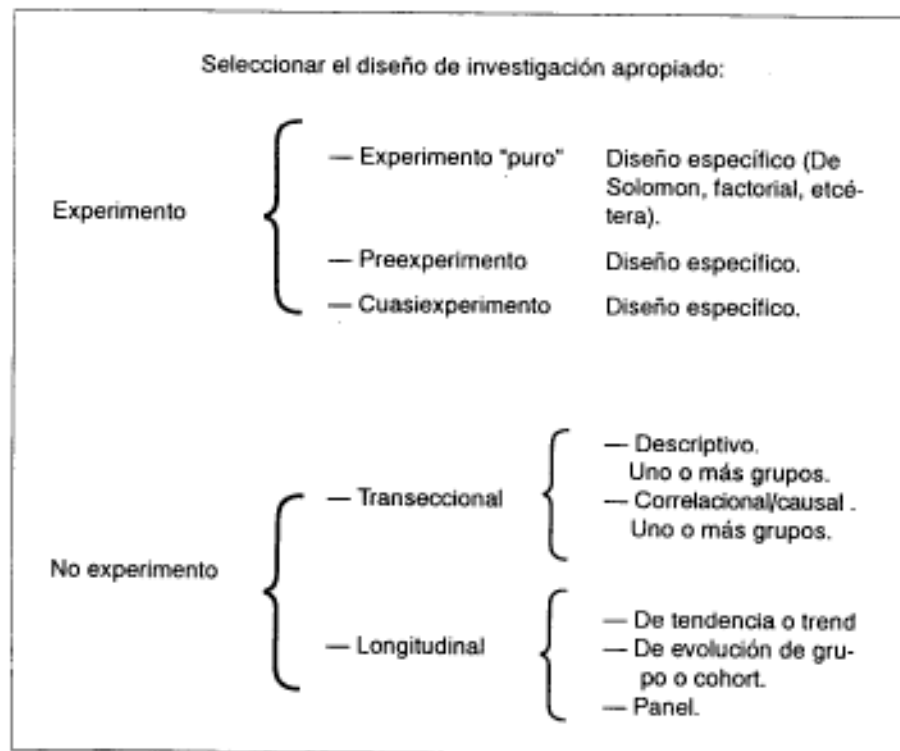 Seleccionar el diseño de investigación apropiado:
Experimento
— Experimento "puro"
Diseño específico (De
Solomon, factorial, etcé-
tera).
— Preexperimento
Diseño específico.
— Cuasiexperimento
Diseño específico.
No experimento
— Transeccional
— Descriptivo.
Uno o más grupos.
— Correlacional/causal .
Uno o más grupos.
— Longitudinal
— De tendencia o trend
— De evolución de gru-
po o cohort.
— Panel.